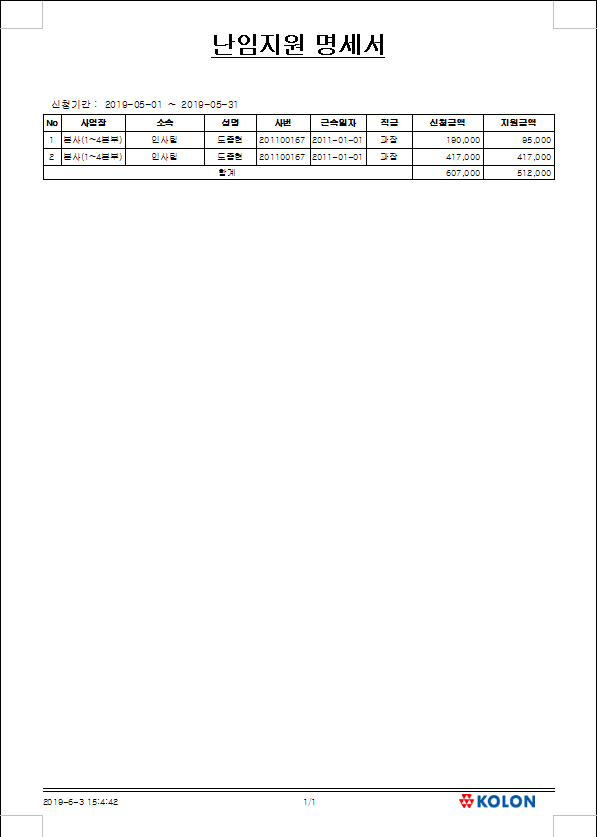 난임지원 명세서
신청기간 : 2019-05-01 ~ 2019-05-31
No 사업장 소속 성명 사번 근속일자 직급 신청금액 지원금액
1 본사(1~4본부) 인사팀 도줄현 201100167 2011-01-01 과장 190,000 95,000
2 본사(1~4본부) 인사팀 도줄현 201100167 2011-01-01 과장 417,000 417,000
합계 607,000 512,000
2019-6-3 15:4:42 1/1 KOLON